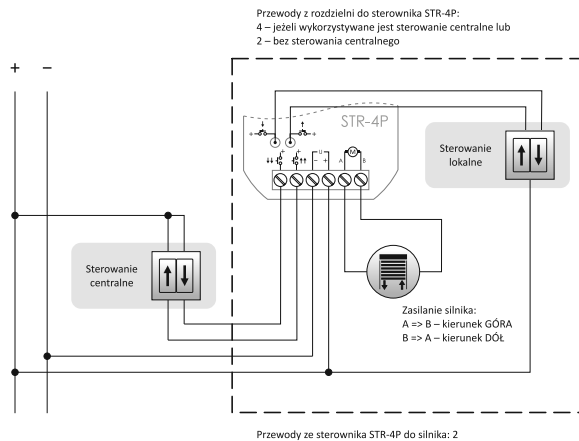 Przewody z rozdzielni do sterownika STR-4P:
4 – jeżeli wykorzystywane jest sterowanie centralne lub
2 – bez sterowania centralnego
+ –
STR-4P
+ +
+ + U M
– + A B
Sterowanie
lokalne
Sterowanie
centralne
Zasilanie silnika:
A => B – kierunek GÓRA
B => A – kierunek DÓŁ
Przewody ze sterownika STR-4P do silnika: 2